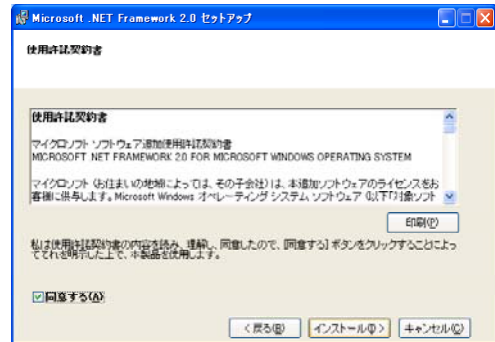 Microsoft .NET Framework 2.0 セットアップ
使用許諾契約書
使用許諾契約書
マイクロソフト ソフトウェア追加使用許諾契約書
MICROSOFT .NET FRAMEWORK 2.0 FOR MICROSOFT WINDOWS OPERATING SYSTEM
マイクロソフト (お住まいの地域によっては、その子会社) は、本追加ソフトウェアのライセンスをお
客様に供与します。Microsoft Windows オペレーティング システム ソフトウェア (以下「対象ソフト
印刷(P)
私は使用許諾契約書の内容を読み、理解し、同意したので、[同意する] ボタンをクリックすることによっ
てそれを明示した上で、本製品を使用します。
同意する(A)
< 戻る(B)
インストール(I) >
キャンセル(C)